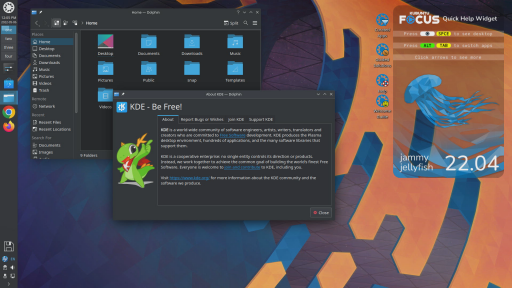 Home — Dolphin
Home
Split
Places
Home
Desktop
Documents
Downloads
Music
Pictures
Videos
Trash
Remote
Network
Recent
Recent Files
Recent Locations
Search For
Documents
Images
Desktop
Documents
Downloads
Music
Pictures
Public
snap
Templates
Videos
9 Folders
About KDE — Dolphin
KDE - Be Free!
About
Report Bugs or Wishes
Join KDE
Support KDE
KDE is a world-wide community of software engineers, artists, writers, translators and
creators who are committed to Free Software development. KDE produces the Plasma
desktop environment, hundreds of applications, and the many software libraries that
support them.
KDE is a cooperative enterprise: no single entity controls its direction or products.
Instead, we work together to achieve the common goal of building the world's finest Free
Software. Everyone is welcome to join and contribute to KDE, including you.
Visit https://www.kde.org/ for more information about the KDE community and the
software we produce.
Close
KUBUNTU
FOCUS
Quick Help Widget
Press + SPCE to see desktop
Press ALT + TAB to switch apps
Click arrows to see more
jammy
jellyfish
22.04